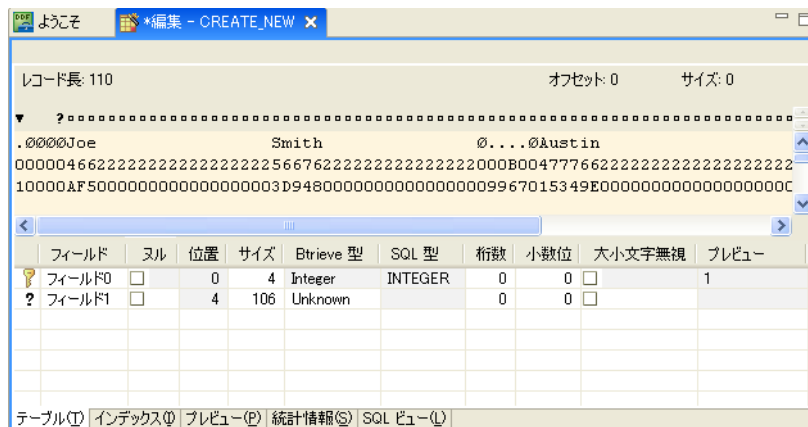 ようこそ
*編集 - CREATE_NEW
レコード長: 110 オフセット: 0 サイズ: 0
.ØØØØJoe Smith Ø....ØAustin
フィールド ヌル 位置 サイズ Btrieve 型 SQL 型 桁数 小数位 大小文字無視 プレビュー
フィールド0 0 4 Integer INTEGER 0 0 1
? フィールド1 4 106 Unknown 0 0
テーブル(T) インデックス(I) プレビュー(P) 統計情報(S) SQL ビュー(L)